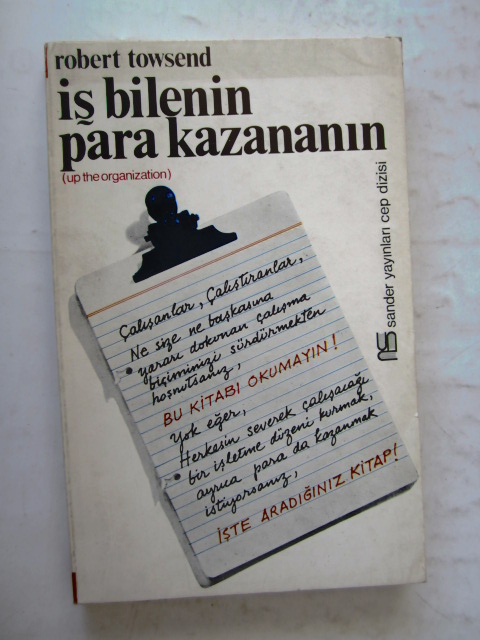 robert towsend
iş bilenin
para kazananın
(up the organization)
sander yayınları cep dizisi
Çalışanlar, Çalıştıranlar,
Ne size ne başkasına
yararı dokunan çalışma
biçiminizi sürdürmekten
hoşnutsanız,
BU KİTABI OKUMAYIN!
Yok eğer,
Herkesin severek çalışacağı
bir işletme düzeni kurmak,
ayrıca para da kazanmak
istiyorsanız,
İŞTE ARADIĞINIZ KİTAP!